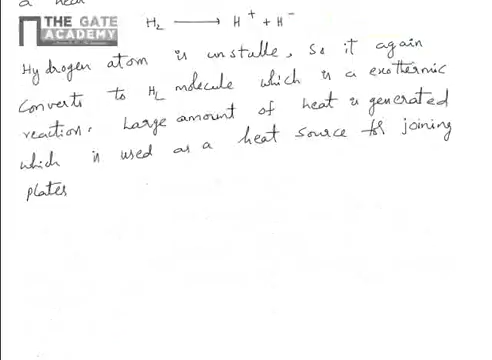 a heat
H2 ⟶ H+ + H-
THE GATE
ACADEMY
Hydrogen atom is unstable, So it again
Converts to H2 molecule which is a exothermic
reaction. Large amount of heat is generated
which is used as a heat source for joining
plates